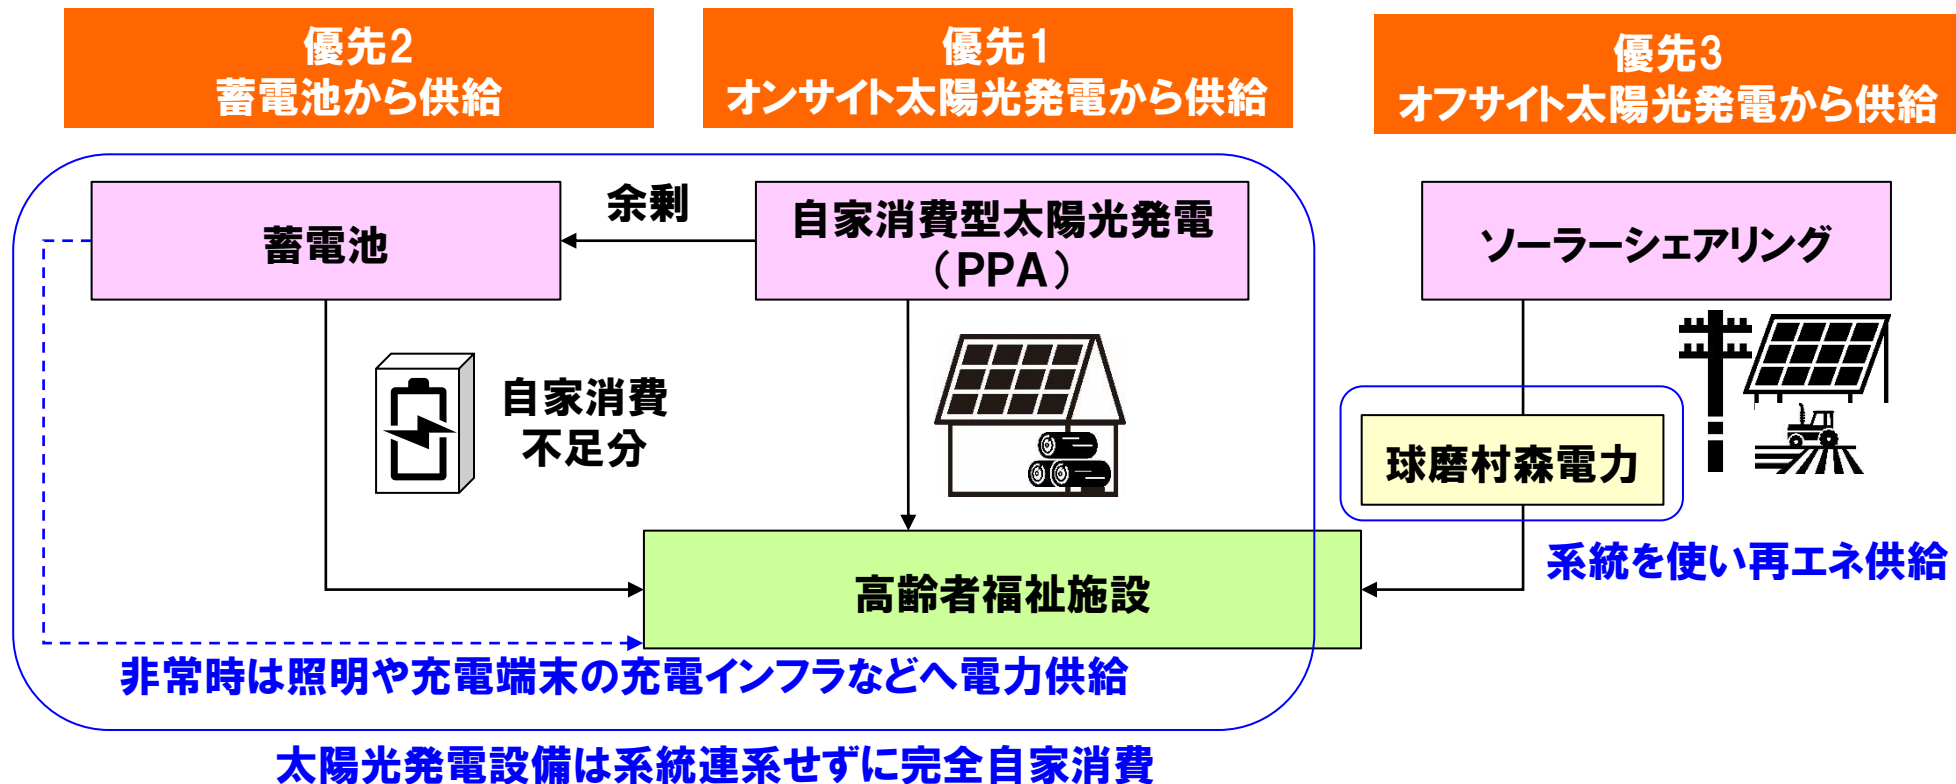 優先2
蓄電池から供給
優先1
オンサイト太陽光発電から供給
優先3
オフサイト太陽光発電から供給
蓄電池
余剰
自家消費型太陽光発電
（PPA）
ソーラーシェアリング
自家消費
不足分
球磨村森電力
系統を使い再エネ供給
高齢者福祉施設
非常時は照明や充電端末の充電インフラなどへ電力供給
太陽光発電設備は系統連系せずに完全自家消費